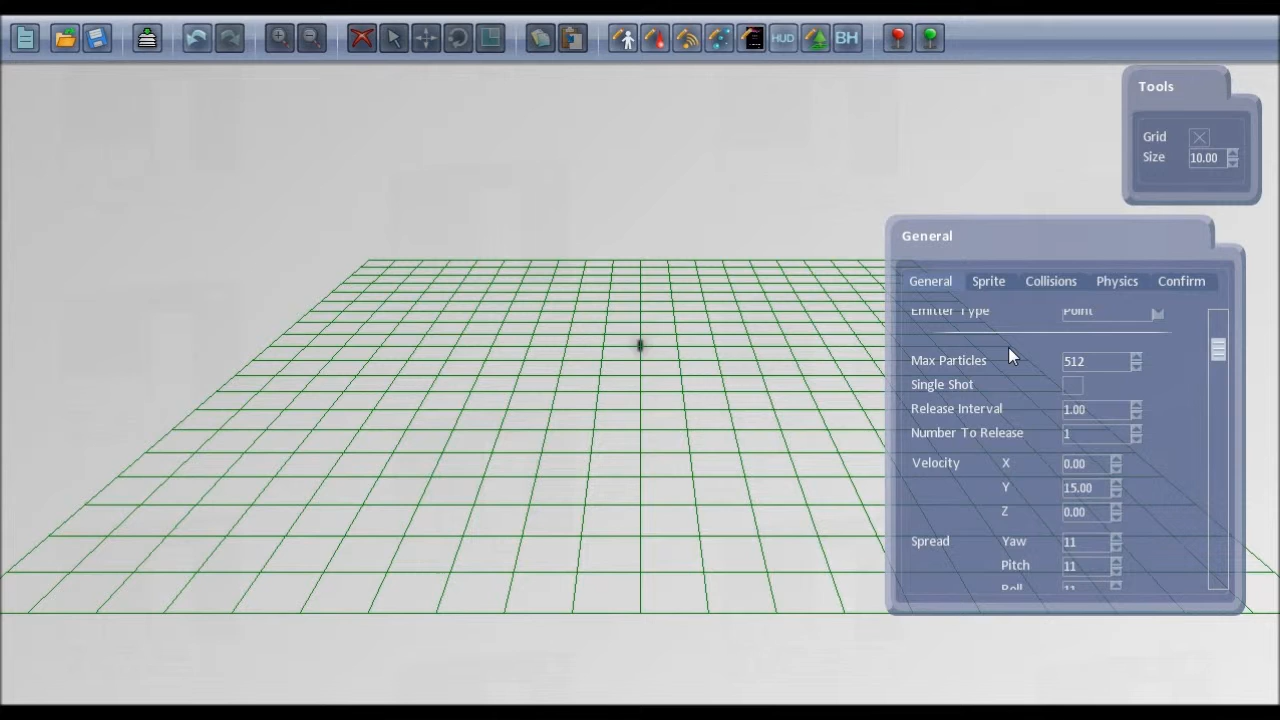 HUD
BH
Tools
Grid
Size 10.00
General
General Sprite Collisions Physics Confirm
Emitter Type Point
Max Particles 512
Single Shot
Release Interval 1.00
Number To Release 1
Velocity X 0.00
Y 15.00
Z 0.00
Spread Yaw 11
Pitch 11
Roll 11